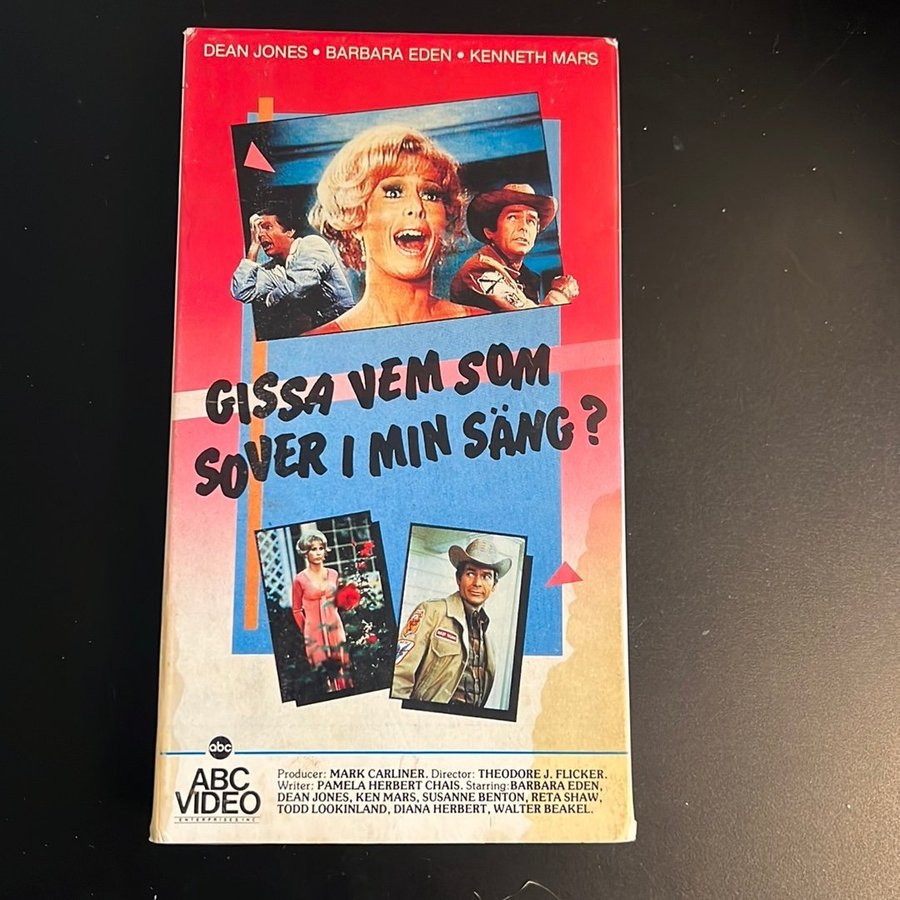 DEAN JONES • BARBARA EDEN • KENNETH MARS
GISSA VEM SOM
SOVER I MIN SÄNG?
abc
ABC
VIDEO
ENTERPRISES INC
Producer: MARK CARLINER. Director: THEODORE J. FLICKER.
Writer: PAMELA HERBERT CHAIS. Starring: BARBARA EDEN,
DEAN JONES, KEN MARS, SUSANNE BENTON, RETA SHAW,
TODD LOOKINLAND, DIANA HERBERT, WALTER BEAKEL.